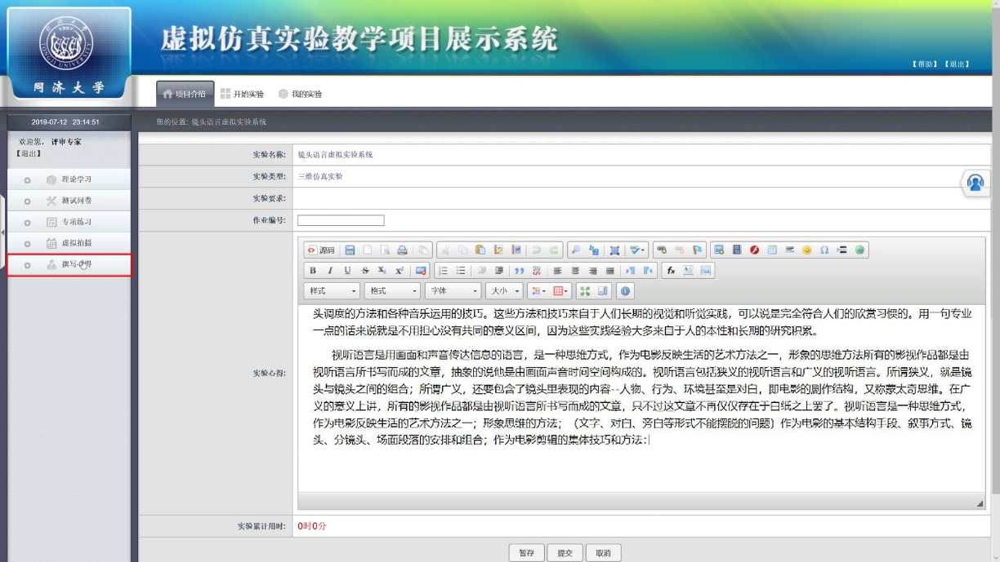 虚拟仿真实验教学项目展示系统
TONGJI UNIVERSITY
1907
同济大学
【帮助】【退出】
项目介绍 开始实验 我的实验
2019-07-12 23:14:51
您的位置: 镜头语言虚拟实验系统
欢迎您, 评审专家
【退出】
理论学习
测试问卷
专项练习
虚拟拍摄
撰写心得
实验名称: 镜头语言虚拟实验系统
实验类型: 三维仿真实验
实验要求:
作业编号:
源码
样式 格式 字体 大小
实验心得:
头调度的方法和各种音乐运用的技巧。这些方法和技巧来自于人们长期的视觉和听觉实践，可以说是完全符合人们的欣赏习惯的。用一句专业
一点的话来说就是不用担心没有共同的意义区间，因为这些实践经验大多来自于人的本性和长期的研究积累。
视听语言是用画面和声音传达信息的语言，是一种思维方式，作为电影反映生活的艺术方法之一，形象的思维方法所有的影视作品都是由
视听语言所书写而成的文章，抽象的说他是由画面声音时间空间构成的。视听语言包括狭义的视听语言和广义的视听语言。所谓狭义，就是镜
头与镜头之间的组合；所谓广义，还要包含了镜头里表现的内容--人物、行为、环境甚至是对白，即电影的剧作结构，又称蒙太奇思维。在广
义的意义上讲，所有的影视作品都是由视听语言所书写而成的文章，只不过这文章不再仅仅存在于白纸之上罢了。视听语言是一种思维方式，
作为电影反映生活的艺术方法之一；形象思维的方法；（文字、对白、旁白等形式不能摆脱的问题）作为电影的基本结构手段、叙事方式、镜
头、分镜头、场面段落的安排和组合；作为电影剪辑的集体技巧和方法：
实验累计用时: 0时0分
暂存 提交 取消